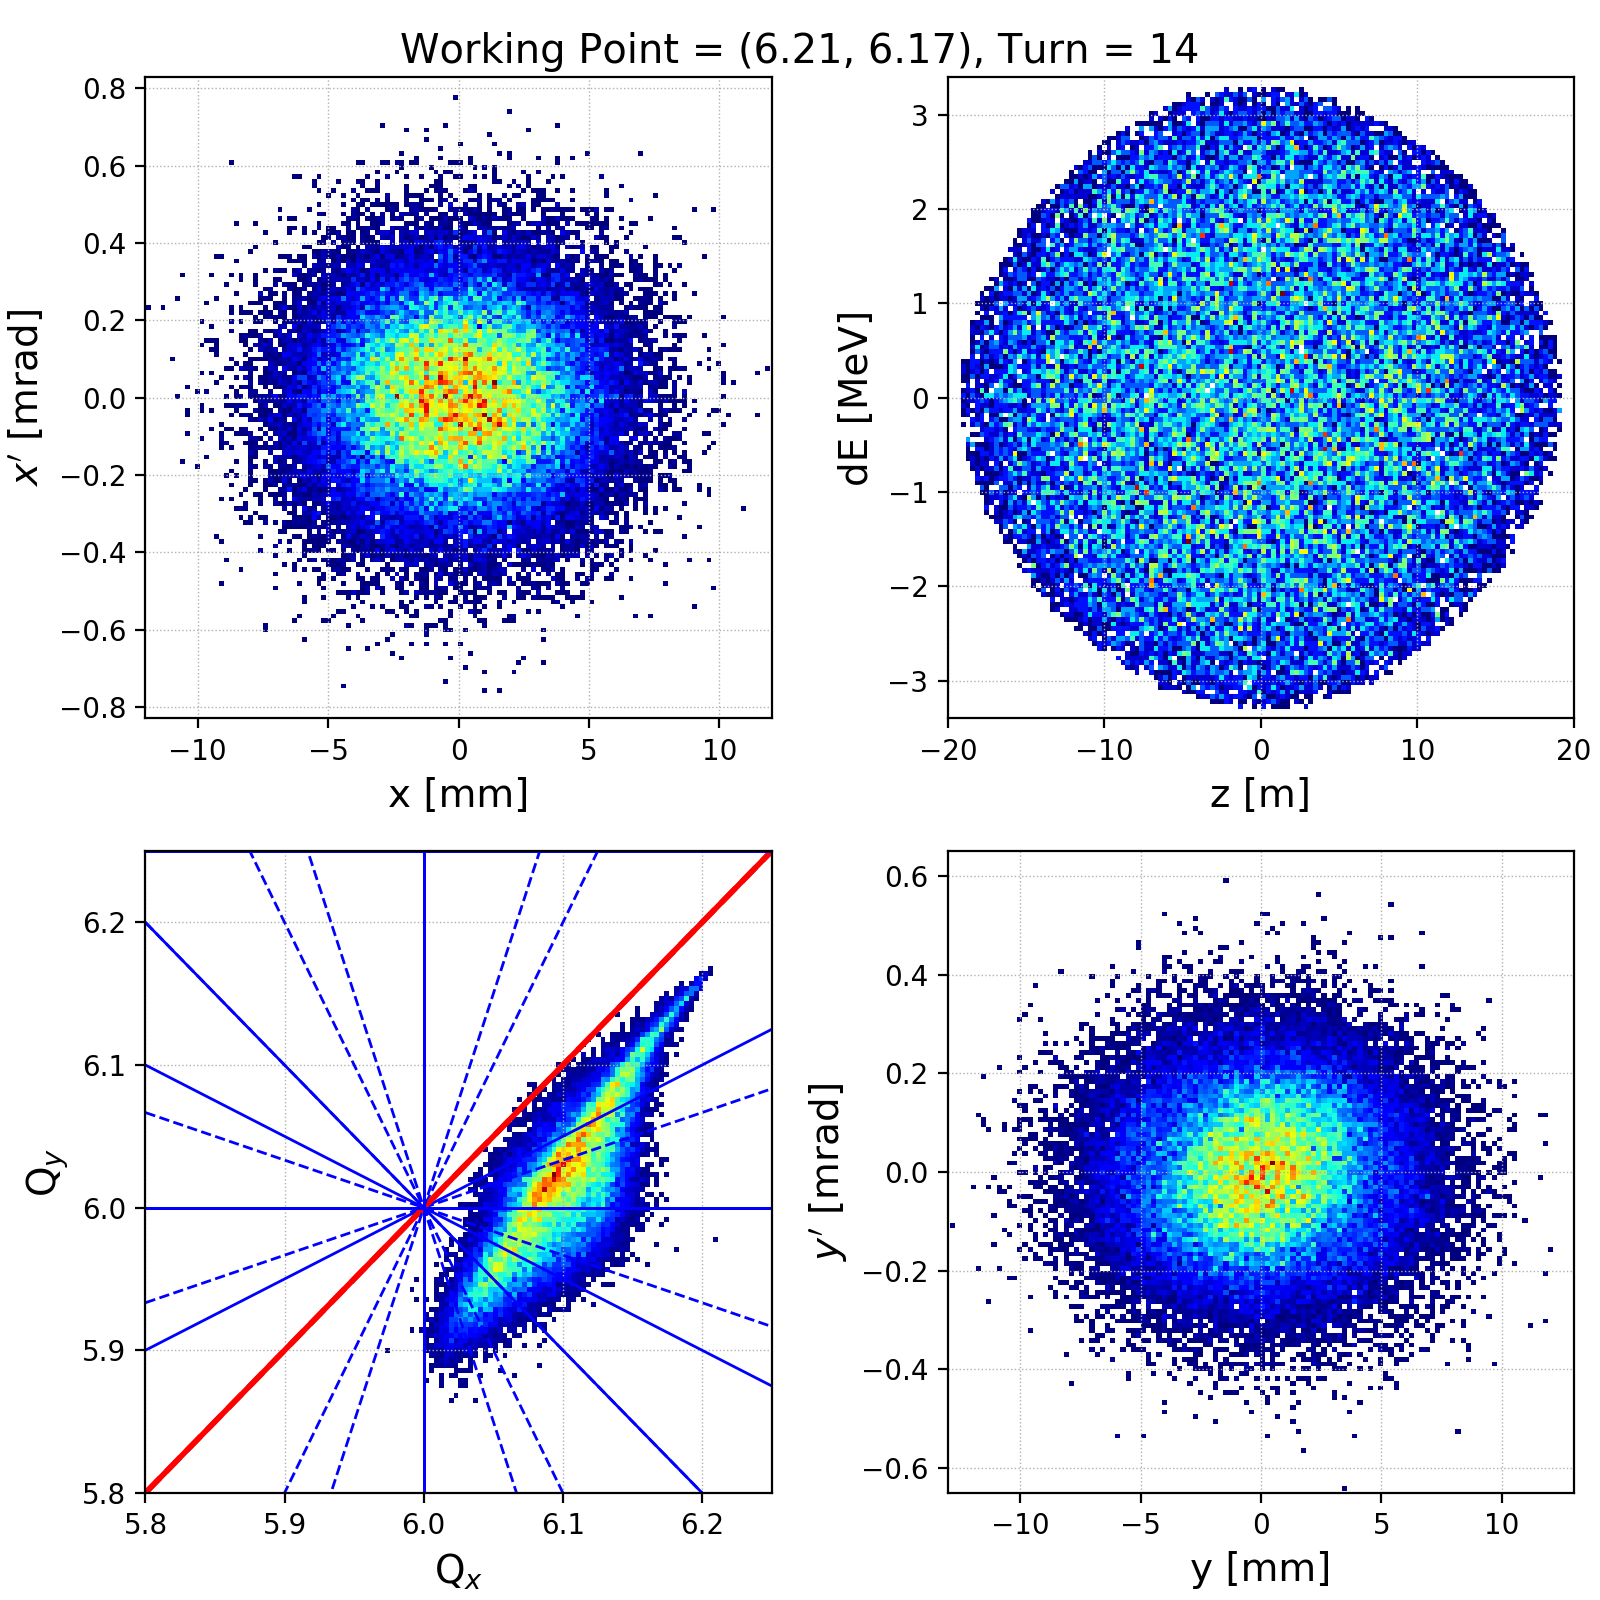 Working Point = (6.21, 6.17), Turn = 14
0.8
0.6
0.4
0.2
0.0
−0.2
−0.4
−0.6
−0.8
x′ [mrad]
−10 −5 0 5 10
x [mm]
3
2
1
0
−1
−2
−3
dE [MeV]
−20 −10 0 10 20
z [m]
6.2
6.1
6.0
5.9
5.8
Qy
5.8 5.9 6.0 6.1 6.2
Qx
0.6
0.4
0.2
0.0
−0.2
−0.4
−0.6
y′ [mrad]
−10 −5 0 5 10
y [mm]